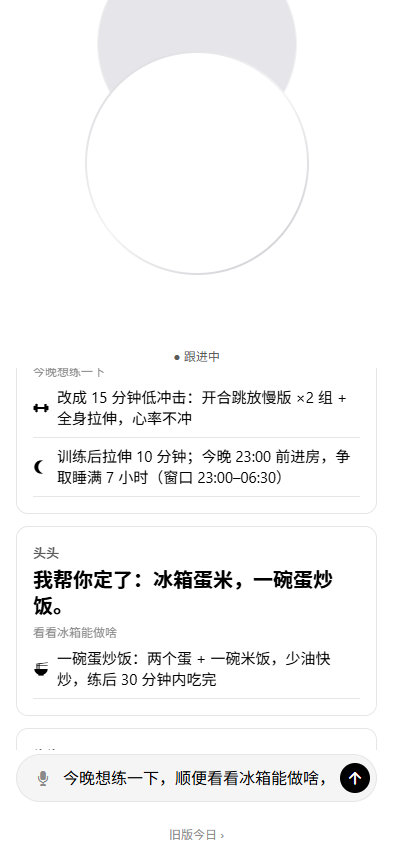 ● 跟进中
今晚想练一下
改成 15 分钟低冲击：开合跳放慢版 ×2 组 +
全身拉伸，心率不冲
训练后拉伸 10 分钟；今晚 23:00 前进房，争
取睡满 7 小时（窗口 23:00–06:30）
头头
我帮你定了：冰箱蛋米，一碗蛋炒
饭。
看看冰箱能做啥
一碗蛋炒饭：两个蛋 + 一碗米饭，少油快
炒，练后 30 分钟内吃完
今晚想练一下，顺便看看冰箱能做啥，
旧版今日 ›